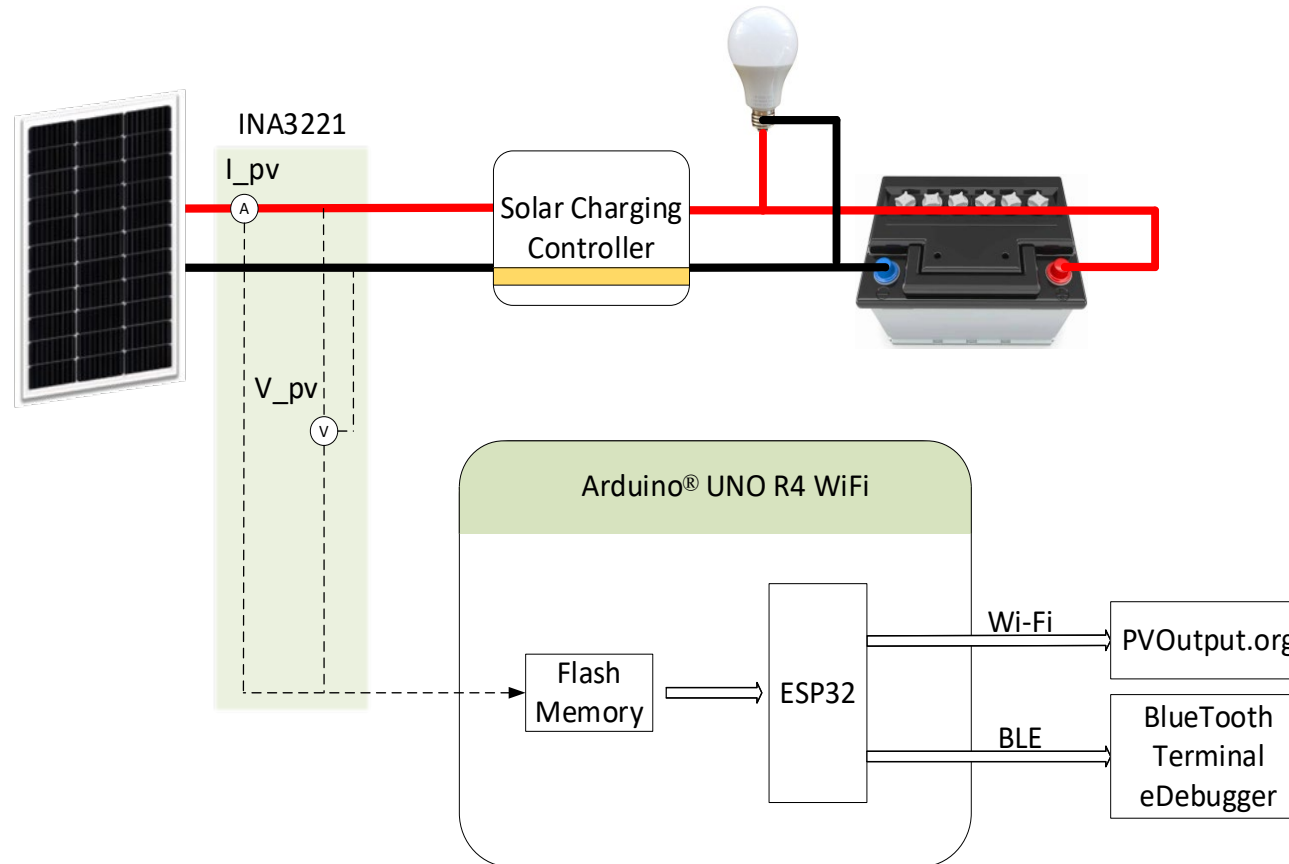 INA3221
I_pv
A
Solar Charging
Controller
V_pv
V
Arduino® UNO R4 WiFi
Flash
Memory
ESP32
Wi-Fi
PVOutput.org
BLE
BlueTooth
Terminal
eDebugger